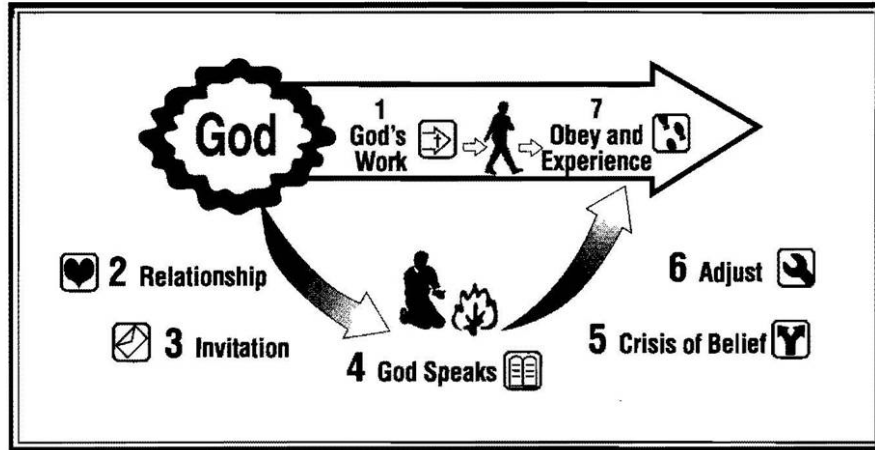 God
1
God's
Work
7
Obey and
Experience
2 Relationship
3 Invitation
4 God Speaks
5 Crisis of Belief
6 Adjust